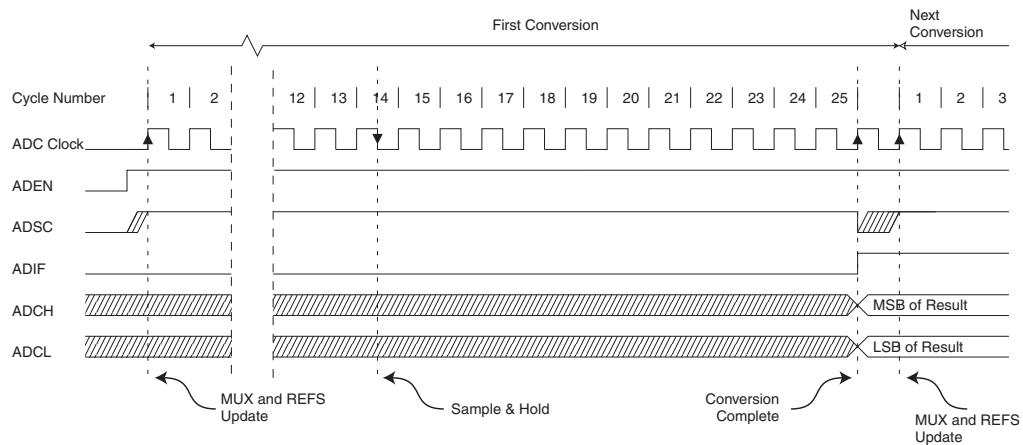 First Conversion
Next
Conversion
Cycle Number 1 2 12 13 14 15 16 17 18 19 20 21 22 23 24 25 1 2 3
ADC Clock
ADEN
ADSC
ADIF
ADCH MSB of Result
ADCL LSB of Result
MUX and REFS
Update
Sample & Hold
Conversion
Complete
MUX and REFS
Update